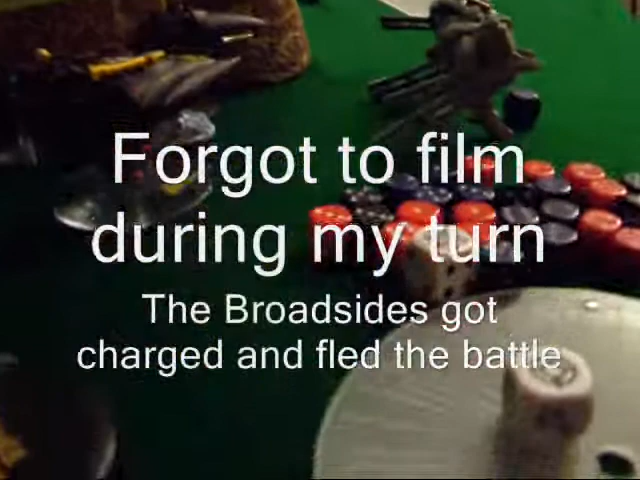 Forgot to film
during my turn
The Broadsides got
charged and fled the battle